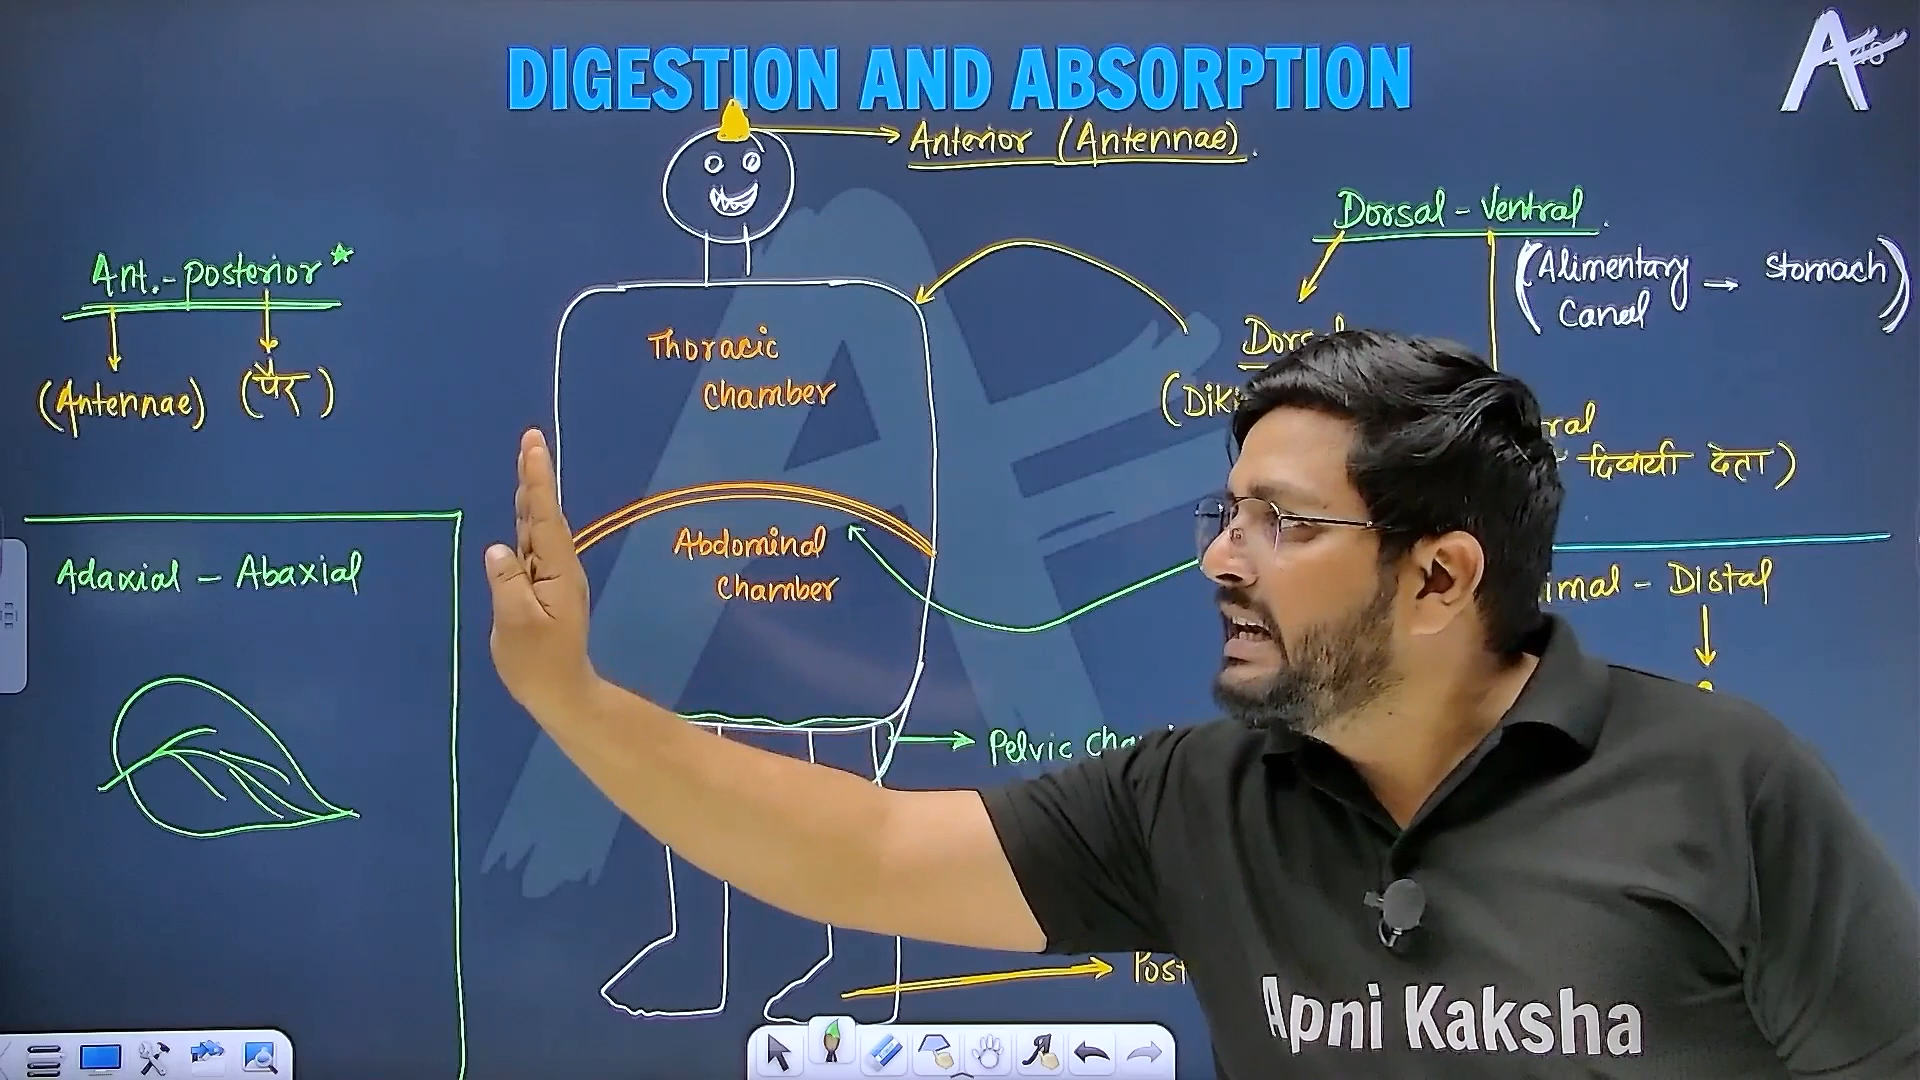 DIGESTION AND ABSORPTION
Anterior (Antennae).
Dorsal - Ventral
(Alimentary → Stomach)
Canal
Ant.-posterior*
(Antennae) (पैर)
Thoracic
Chamber
दिखायी देता)
Abdominal
Chamber
Adaxial - Abaxial
Distal
Pelvic
Apni Kaksha